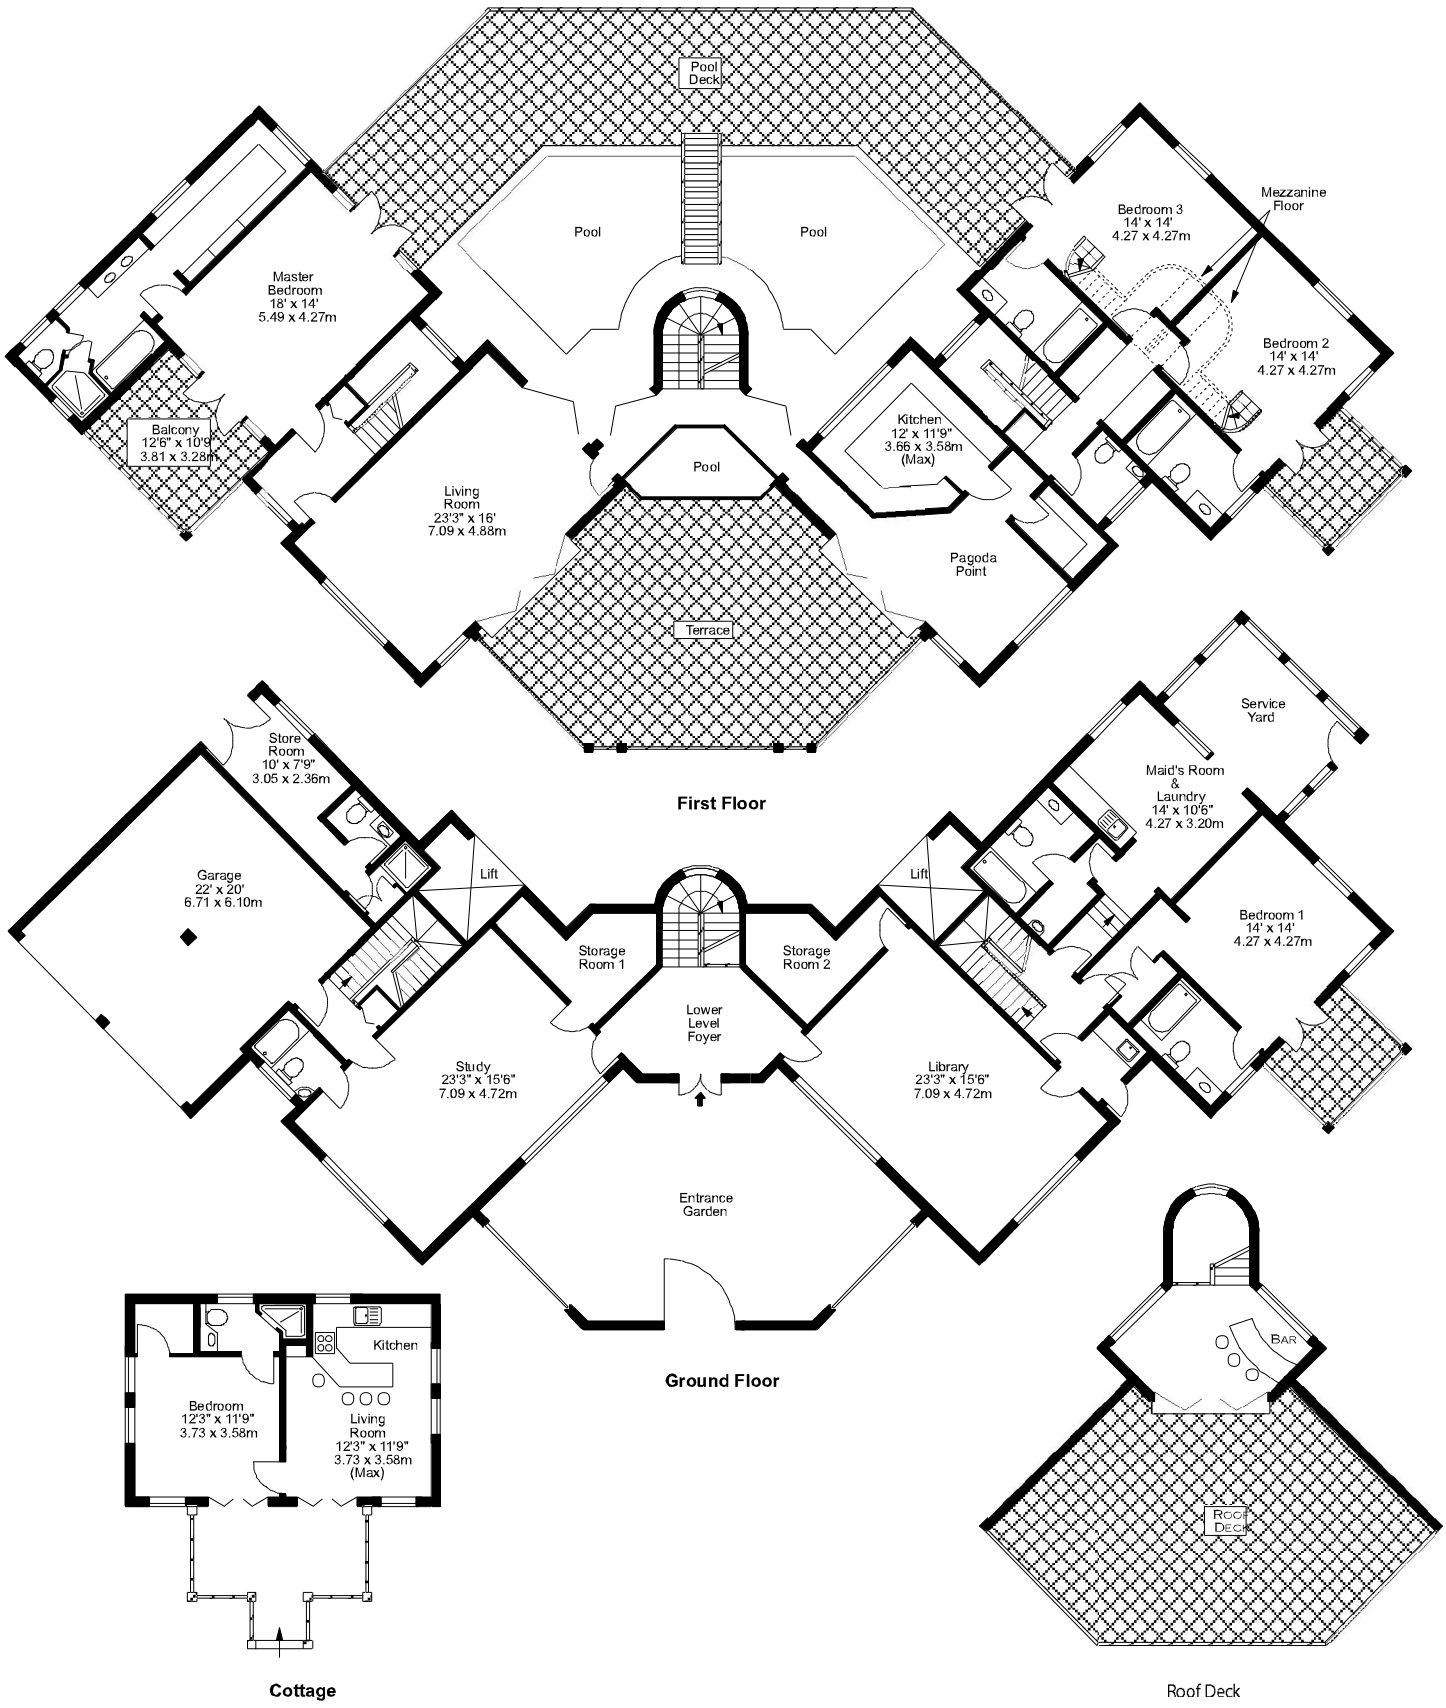 Pool
Deck
Mezzanine
Floor
Bedroom 3
14' x 14'
4.27 x 4.27m
Pool
Pool
Master
Bedroom
18' x 14'
5.49 x 4.27m
Bedroom 2
14' x 14'
4.27 x 4.27m
Balcony
12'6" x 10'9
3.81 x 3.28m
Kitchen
12' x 11'9"
3.66 x 3.58m
(Max)
Pool
Living
Room
23'3" x 16'
7.09 x 4.88m
Pagoda
Point
Terrace
First Floor
Service
Yard
Store
Room
10' x 7'9"
3.05 x 2.36m
Maid's Room
&
Laundry
14' x 10'6"
4.27 x 3.20m
Garage
22' x 20'
6.71 x 6.10m
Lift
Lift
Bedroom 1
14' x 14'
4.27 x 4.27m
Storage
Room 1
Storage
Room 2
Lower
Level
Foyer
Study
23'3" x 15'6"
7.09 x 4.72m
Library
23'3" x 15'6"
7.09 x 4.72m
Entrance
Garden
Ground Floor
Kitchen
Bedroom
12'3" x 11'9"
3.73 x 3.58m
Living
Room
12'3" x 11'9"
3.73 x 3.58m
(Max)
Cottage
BAR
ROOF
DECK
Roof Deck